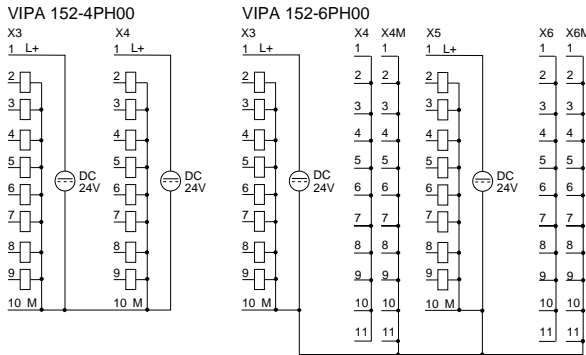 VIPA 152-4PH00
X3 X4
1 L+ 1 L+
2 2
3 3
4 4
5 5
DC 24V DC 24V
6 6
7 7
8 8
9 9
10 M 10 M
VIPA 152-6PH00
X3 X4 X4M X5 X6 X6M
1 L+ 1 1 1 L+ 1 1
2 2 2 2 2 2
3 3 3 3 3 3
4 4 4 4 4 4
5 5 5 5 5 5
DC 24V DC 24V
6 6 6 6 6 6
7 7 7 7 7 7
8 8 8 8 8 8
9 9 9 9 9 9
10 M 10 10 10 M 10 10
11 11 11 11